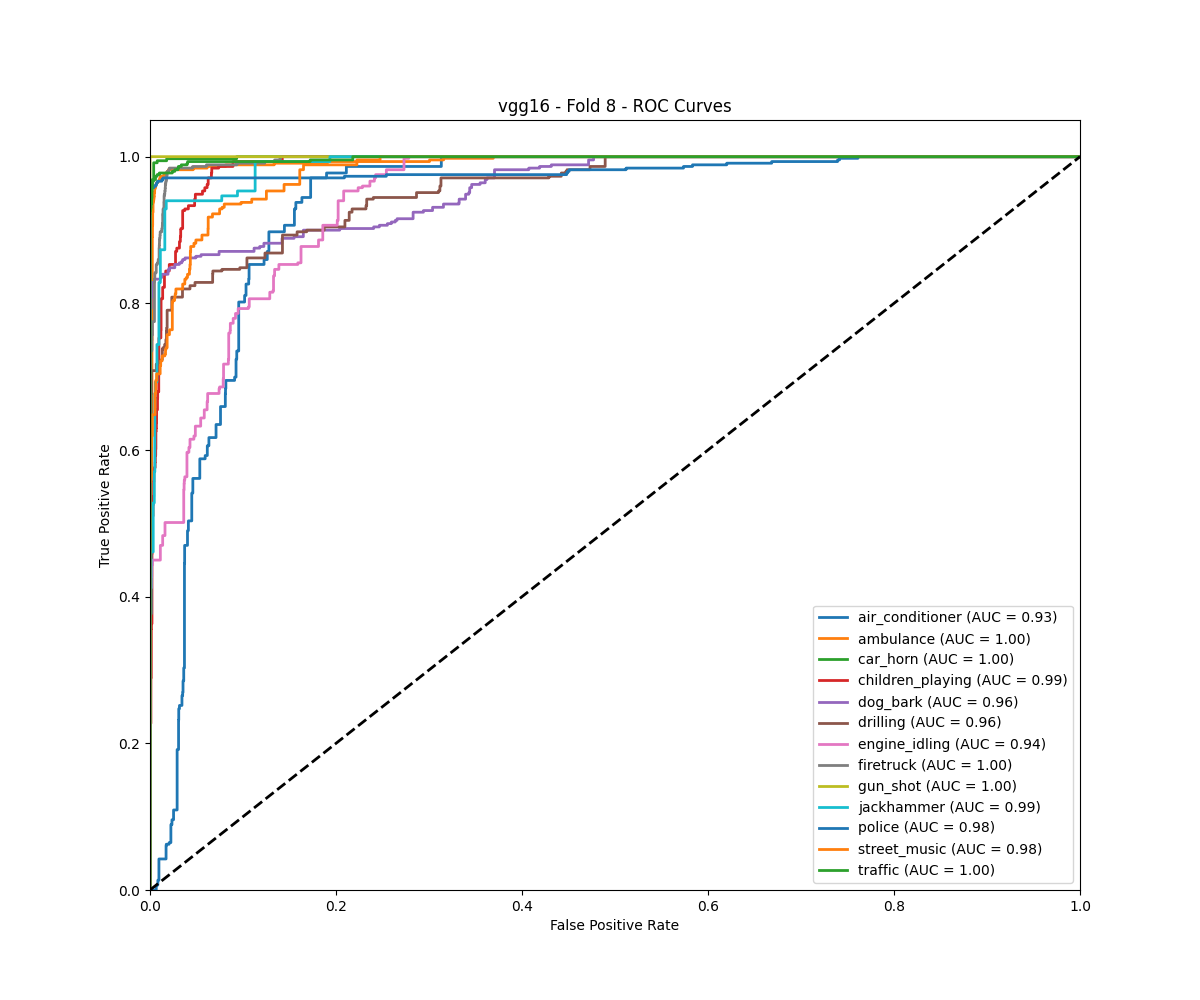 vgg16 - Fold 8 - ROC Curves
1.0
0.8
0.6
0.4
0.2
0.0
True Positive Rate
0.0 0.2 0.4 0.6 0.8 1.0
False Positive Rate
air_conditioner (AUC = 0.93)
ambulance (AUC = 1.00)
car_horn (AUC = 1.00)
children_playing (AUC = 0.99)
dog_bark (AUC = 0.96)
drilling (AUC = 0.96)
engine_idling (AUC = 0.94)
firetruck (AUC = 1.00)
gun_shot (AUC = 1.00)
jackhammer (AUC = 0.99)
police (AUC = 0.98)
street_music (AUC = 0.98)
traffic (AUC = 1.00)